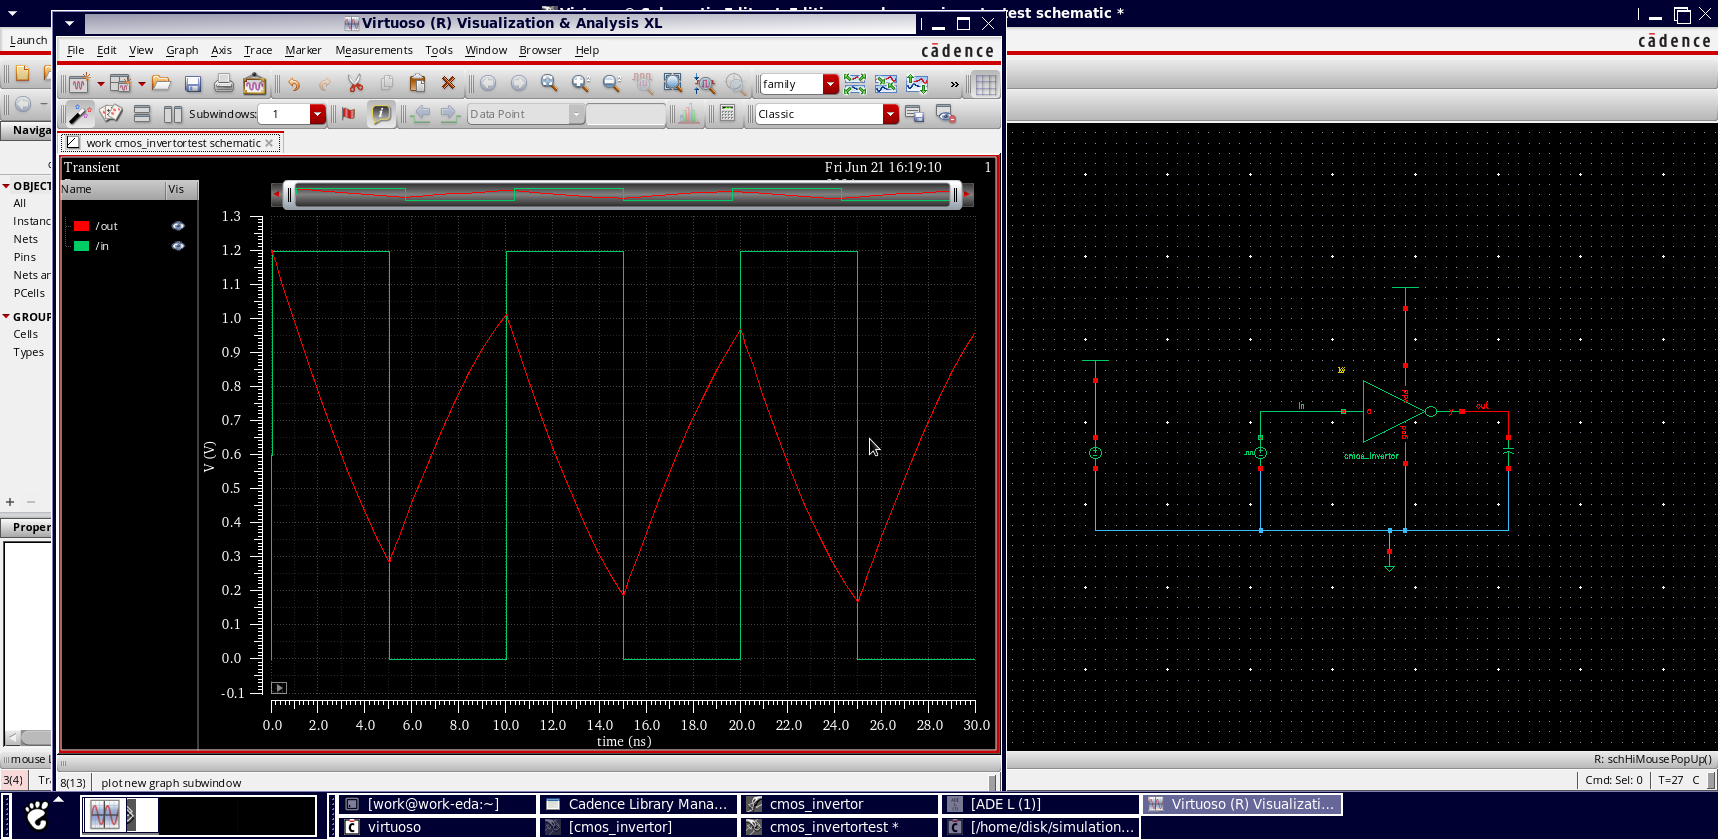 test schematic *
Virtuoso (R) Visualization & Analysis XL
Launch
File Edit View Graph Axis Trace Marker Measurements Tools Window Browser Help
cādence
cādence
family
»
Subwindows: 1
Data Point
Classic
Naviga
work cmos_invertortest schematic
Transient
Fri Jun 21 16:19:10
1
Name Vis
OBJECT
All
Instanc
Nets
Pins
Nets ar
PCells
GROUP
Cells
Types
/out
/in
1.3
1.2
1.1
1.0
0.9
0.8
0.7
0.6
0.5
0.4
0.3
0.2
0.1
0.0
-0.1
V (V)
0.0 2.0 4.0 6.0 8.0 10.0 12.0 14.0 16.0 18.0 20.0 22.0 24.0 26.0 28.0 30.0
time (ns)
in
out
cmos_invertor
Proper
mouse L
R: schHiMousePopUp()
3(4)
Tr
8(13)
plot new graph subwindow
Cmd: Sel: 0
T=27 C
[work@work-eda:~]
Cadence Library Mana...
cmos_invertor
[ADE L (1)]
Virtuoso (R) Visualizati...
virtuoso
[cmos_invertor]
cmos_invertortest *
[/home/disk/simulation...